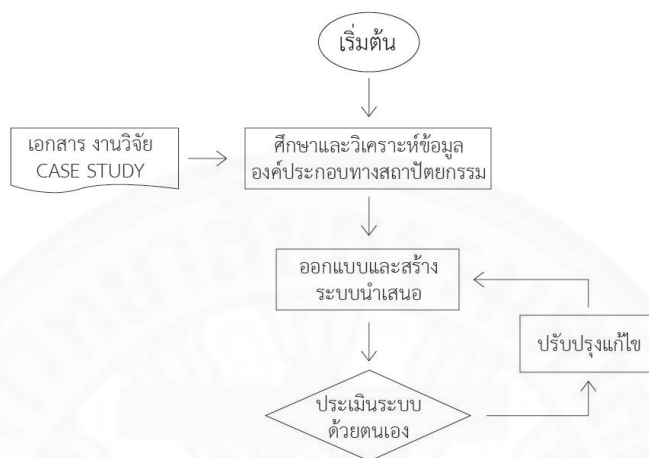 เริ่มต้น
เอกสาร งานวิจัย
CASE STUDY
ศึกษาและวิเคราะห์ข้อมูล
องค์ประกอบทางสถาปัตยกรรม
ออกแบบและสร้าง
ระบบนำเสนอ
ปรับปรุงแก้ไข
ประเมินระบบ
ด้วยตนเอง